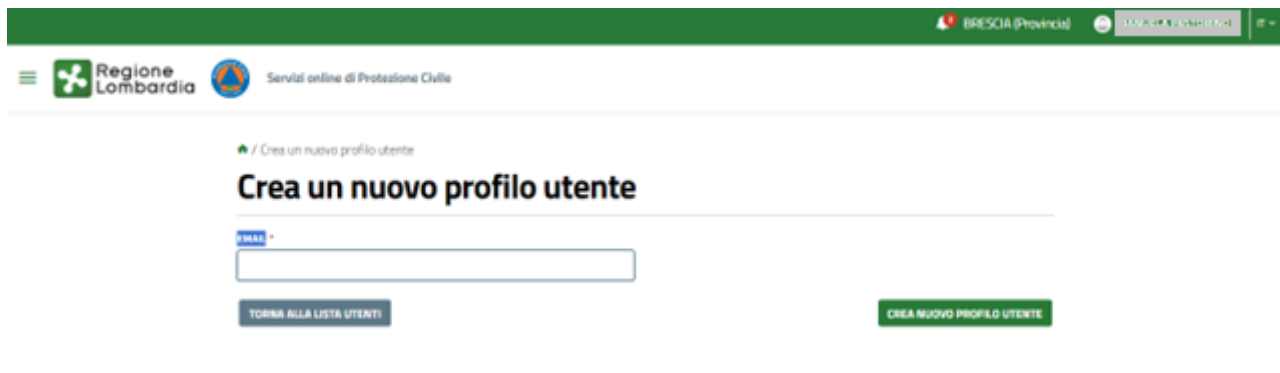 BRESCIA (Provincia)
IT
Regione
Lombardia
Servizi online di Protezione Civile
/ Crea un nuovo profilo utente
Crea un nuovo profilo utente
EMAIL *
TORNA ALLA LISTA UTENTI
CREA NUOVO PROFILO UTENTE